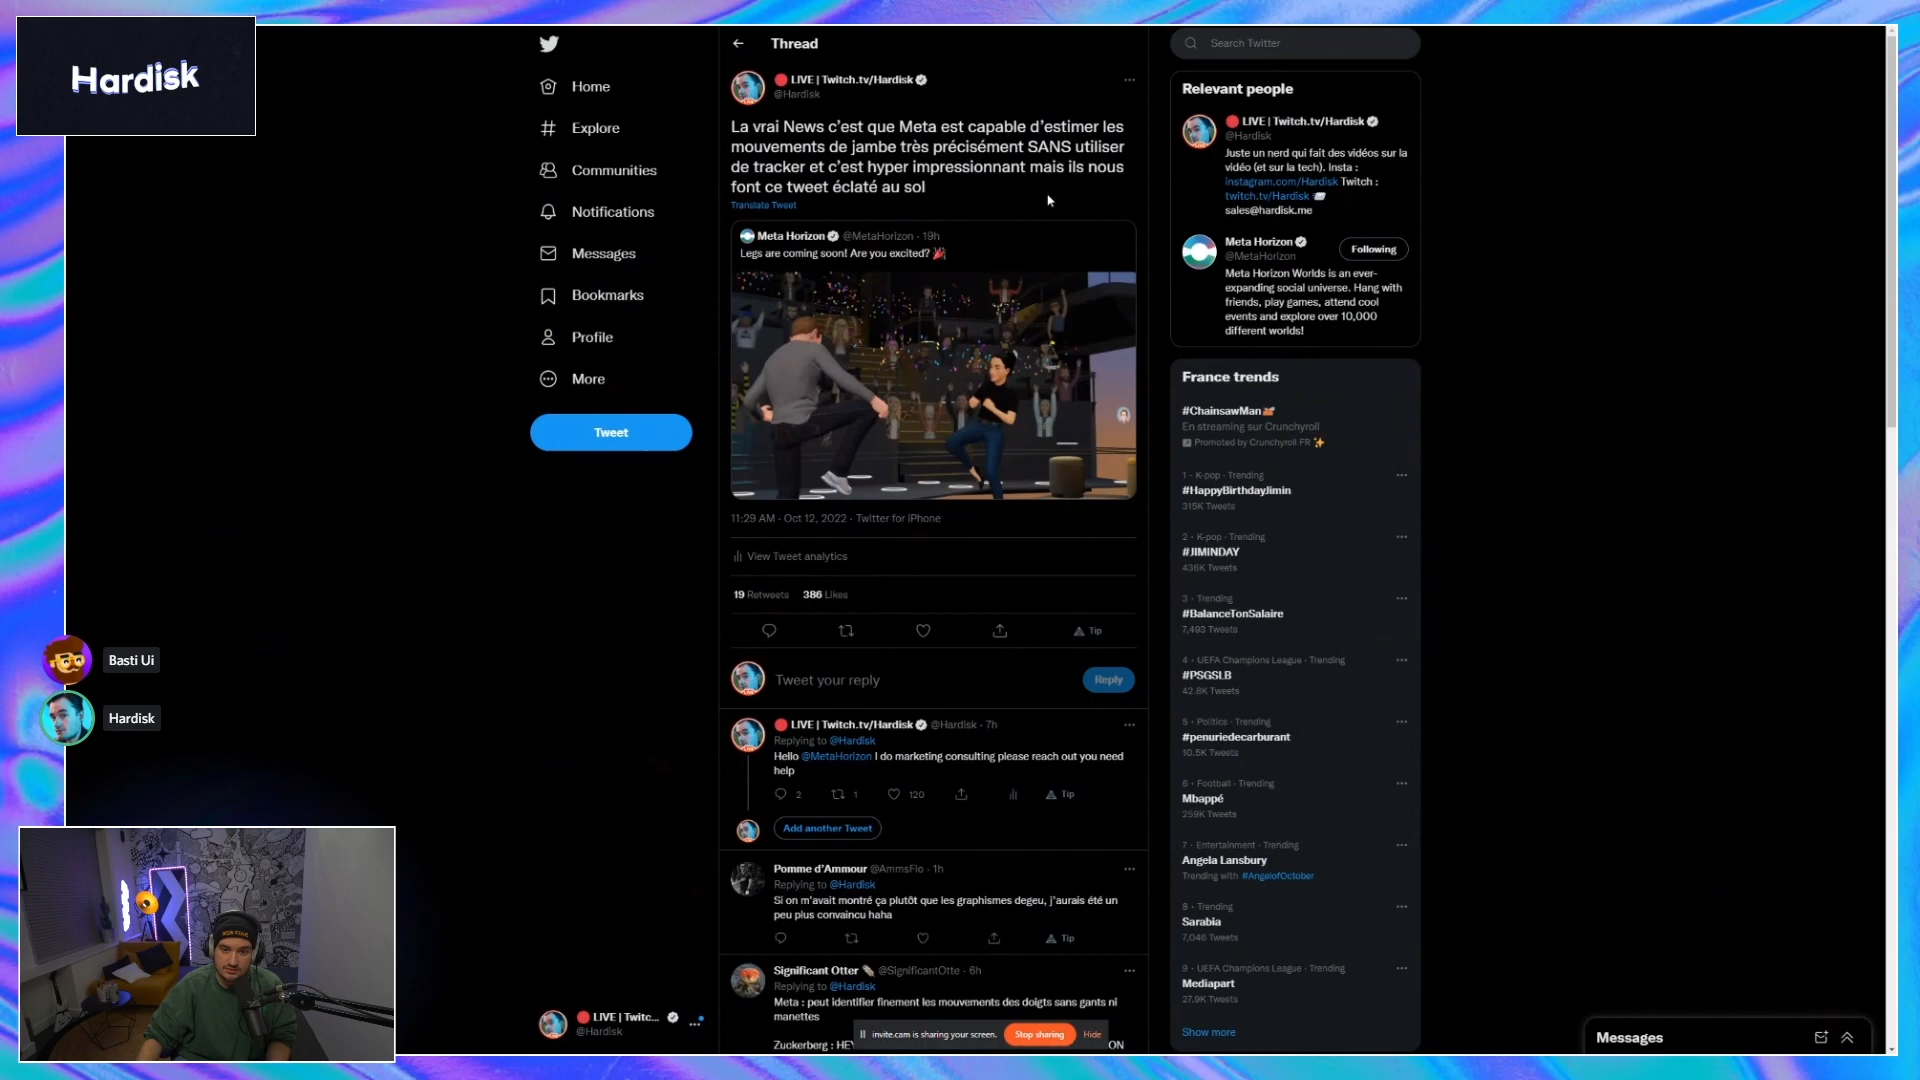 Hardisk
Home
Explore
Communities
Notifications
Messages
Bookmarks
Profile
More
Tweet
LIVE | Twitc...
@Hardisk
Basti Ui
Hardisk
Thread
LIVE | Twitch.tv/Hardisk
@Hardisk
La vrai News c’est que Meta est capable d’estimer les
mouvements de jambe très précisément SANS utiliser
de tracker et c’est hyper impressionnant mais ils nous
font ce tweet éclaté au sol
Translate Tweet
Meta Horizon @MetaHorizon · 19h
Legs are coming soon! Are you excited? 🎉
11:29 AM · Oct 12, 2022 · Twitter for iPhone
View Tweet analytics
19 Retweets 386 Likes
Tip
Tweet your reply
Reply
LIVE | Twitch.tv/Hardisk @Hardisk · 7h
Replying to @Hardisk
Hello @MetaHorizon I do marketing consulting please reach out you need
help
2 1 120 Tip
Add another Tweet
Pomme d’Ammour @AmmsFlo · 1h
Replying to @Hardisk
Si on m’avait montré ça plutôt que les graphismes degeu, j’aurais été un
peu plus convaincu haha
Tip
Significant Otter @SignificantOtte · 6h
Replying to @Hardisk
Meta : peut identifier finement les mouvements des doigts sans gants ni
manettes
invite.cam is sharing your screen. Stop sharing Hide
Zuckerberg : HEY
ON
Search Twitter
Relevant people
LIVE | Twitch.tv/Hardisk
@Hardisk
Juste un nerd qui fait des vidéos sur la
vidéo (et sur la tech). Insta :
instagram.com/Hardisk Twitch :
twitch.tv/Hardisk
sales@hardisk.me
Meta Horizon
@MetaHorizon
Following
Meta Horizon Worlds is an ever-
expanding social universe. Hang with
friends, play games, attend cool
events and explore over 10,000
different worlds!
France trends
#ChainsawMan
En streaming sur Crunchyroll
Promoted by Crunchyroll FR ✨
1 · K-pop · Trending
#HappyBirthdayJimin
315K Tweets
2 · K-pop · Trending
#JIMINDAY
436K Tweets
3 · Trending
#BalanceTonSalaire
7,493 Tweets
4 · UEFA Champions League · Trending
#PSGSLB
42.8K Tweets
5 · Politics · Trending
#penuriedecarburant
10.5K Tweets
6 · Football · Trending
Mbappé
259K Tweets
7 · Entertainment · Trending
Angela Lansbury
Trending with #AngelofOctober
8 · Trending
Sarabia
7,046 Tweets
9 · UEFA Champions League · Trending
Mediapart
27.9K Tweets
Show more
Messages